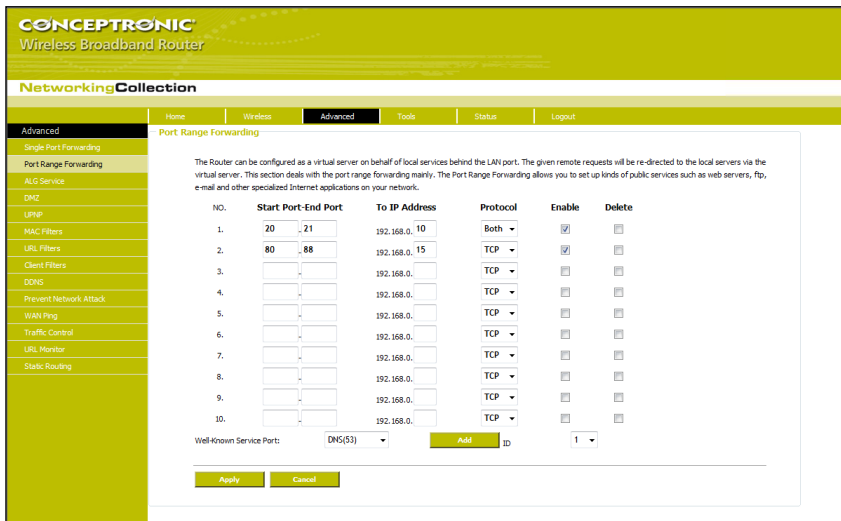 CONCEPTRONIC
Wireless Broadband Router
NetworkingCollection
Home Wireless Advanced Tools Status Logout
Advanced
Single Port Forwarding
Port Range Forwarding
ALG Service
DMZ
UPNP
MAC Filters
URL Filters
Client Filters
DDNS
Prevent Network Attack
WAN Ping
Traffic Control
URL Monitor
Static Routing
Port Range Forwarding
The Router can be configured as a virtual server on behalf of local services behind the LAN port. The given remote requests will be re-directed to the local servers via the
virtual server. This section deals with the port range forwarding mainly. The Port Range Forwarding allows you to set up kinds of public services such as web servers, ftp,
e-mail and other specialized Internet applications on your network.
NO. Start Port-End Port To IP Address Protocol Enable Delete
1. 20 - 21 192.168.0. 10 Both
2. 80 - 88 192.168.0. 15 TCP
3. - 192.168.0. TCP
4. - 192.168.0. TCP
5. - 192.168.0. TCP
6. - 192.168.0. TCP
7. - 192.168.0. TCP
8. - 192.168.0. TCP
9. - 192.168.0. TCP
10. - 192.168.0. TCP
Well-Known Service Port: DNS(53) Add ID 1
Apply Cancel